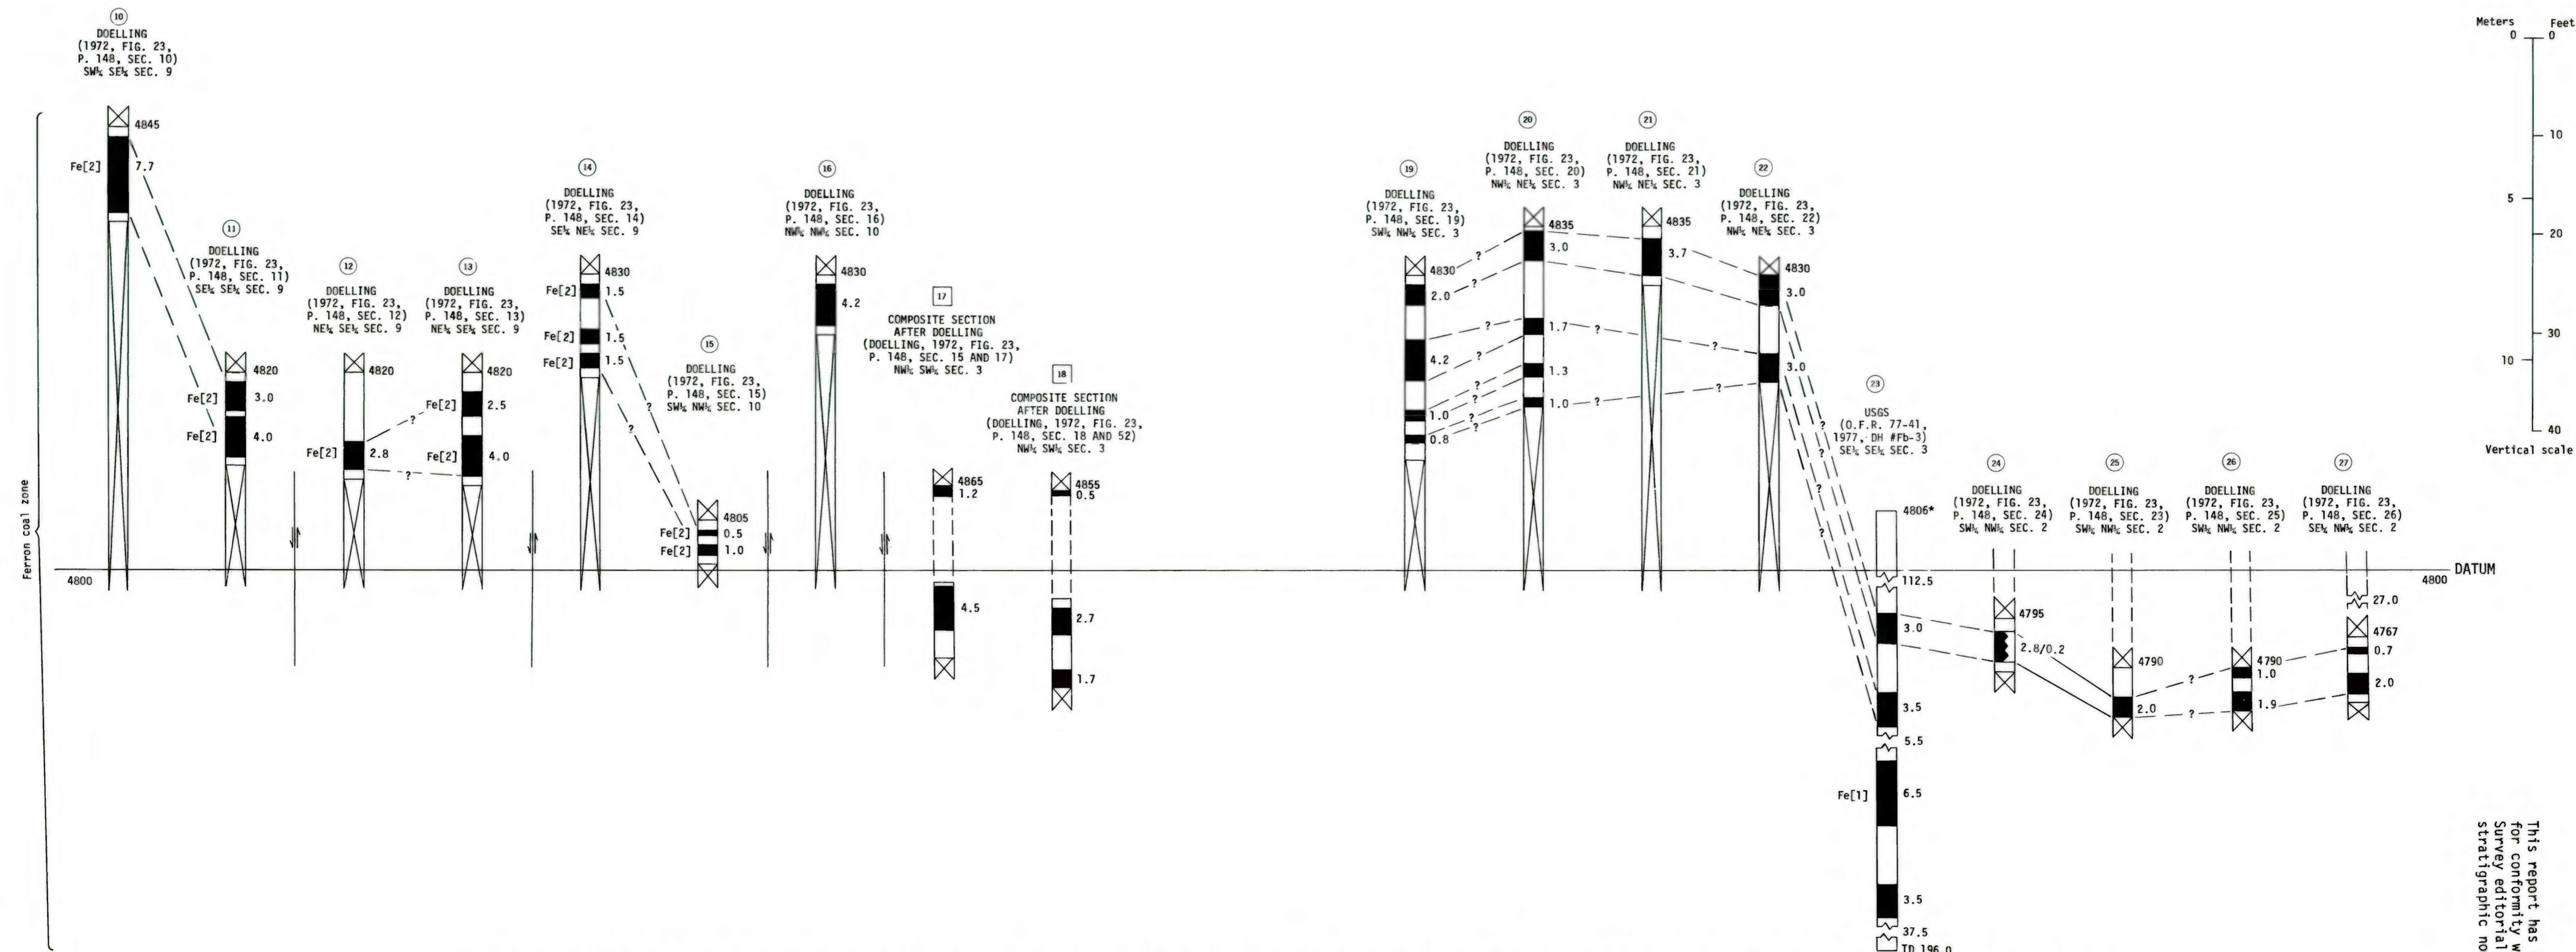 10
DOELLING
(1972, FIG. 23,
P. 148, SEC. 10)
SW¼ SE¼ SEC. 9
4845
Fe[2]
7.7
11
DOELLING
(1972, FIG. 23,
P. 148, SEC. 11)
SE¼ SE¼ SEC. 9
4820
Fe[2]
3.0
Fe[2]
4.0
12
DOELLING
(1972, FIG. 23,
P. 148, SEC. 12)
NE¼ SE¼ SEC. 9
4820
Fe[2]
2.8
?
?
13
DOELLING
(1972, FIG. 23,
P. 148, SEC. 13)
NE¼ SE¼ SEC. 9
4820
Fe[2]
2.5
Fe[2]
4.0
14
DOELLING
(1972, FIG. 23,
P. 148, SEC. 14)
SE¼ NE¼ SEC. 9
4830
Fe[2]
1.5
Fe[2]
1.5
Fe[2]
1.5
?
?
15
DOELLING
(1972, FIG. 23,
P. 148, SEC. 15)
SW¼ NW¼ SEC. 10
4805
Fe[2]
0.5
Fe[2]
1.0
16
DOELLING
(1972, FIG. 23,
P. 148, SEC. 16)
NW¼ NW¼ SEC. 10
4830
4.2
17
COMPOSITE SECTION
AFTER DOELLING
(DOELLING, 1972, FIG. 23,
P. 148, SEC. 15 AND 17)
NW¼ SW¼ SEC. 3
4865
1.2
4.5
18
COMPOSITE SECTION
AFTER DOELLING
(DOELLING, 1972, FIG. 23,
P. 148, SEC. 18 AND 52)
NW¼ SW¼ SEC. 3
4855
0.5
2.7
1.7
19
DOELLING
(1972, FIG. 23,
P. 148, SEC. 19)
SW¼ NW¼ SEC. 3
4830
2.0
4.2
1.0
0.8
?
?
?
?
?
?
?
?
20
DOELLING
(1972, FIG. 23,
P. 148, SEC. 20)
NW¼ NE¼ SEC. 3
4835
3.0
1.7
1.3
1.0
?
?
21
DOELLING
(1972, FIG. 23,
P. 148, SEC. 21)
NW¼ NE¼ SEC. 3
4835
3.7
?
?
22
DOELLING
(1972, FIG. 23,
P. 148, SEC. 22)
NW¼ NE¼ SEC. 3
4830
3.0
3.0
?
?
?
?
23
USGS
(O.F.R. 77-41,
1977, DH #Fb-3)
SE¼ SE¼ SEC. 3
4806*
112.5
3.0
3.5
5.5
Fe[1]
6.5
3.5
37.5
TD 196.0
24
DOELLING
(1972, FIG. 23,
P. 148, SEC. 24)
SW¼ NW¼ SEC. 2
4795
2.8/0.2
25
DOELLING
(1972, FIG. 23,
P. 148, SEC. 23)
SW¼ NW¼ SEC. 2
4790
2.0
?
?
26
DOELLING
(1972, FIG. 23,
P. 148, SEC. 25)
SW¼ NW¼ SEC. 2
4790
1.0
1.9
27
DOELLING
(1972, FIG. 23,
P. 148, SEC. 26)
SE¼ NW¼ SEC. 2
27.0
4767
0.7
2.0
Ferron coal zone
4800
4800
DATUM
Meters Feet
0 0
10
5
20
30
10
40
Vertical scale
This report has
for conformity w
Survey editorial
stratigraphic no